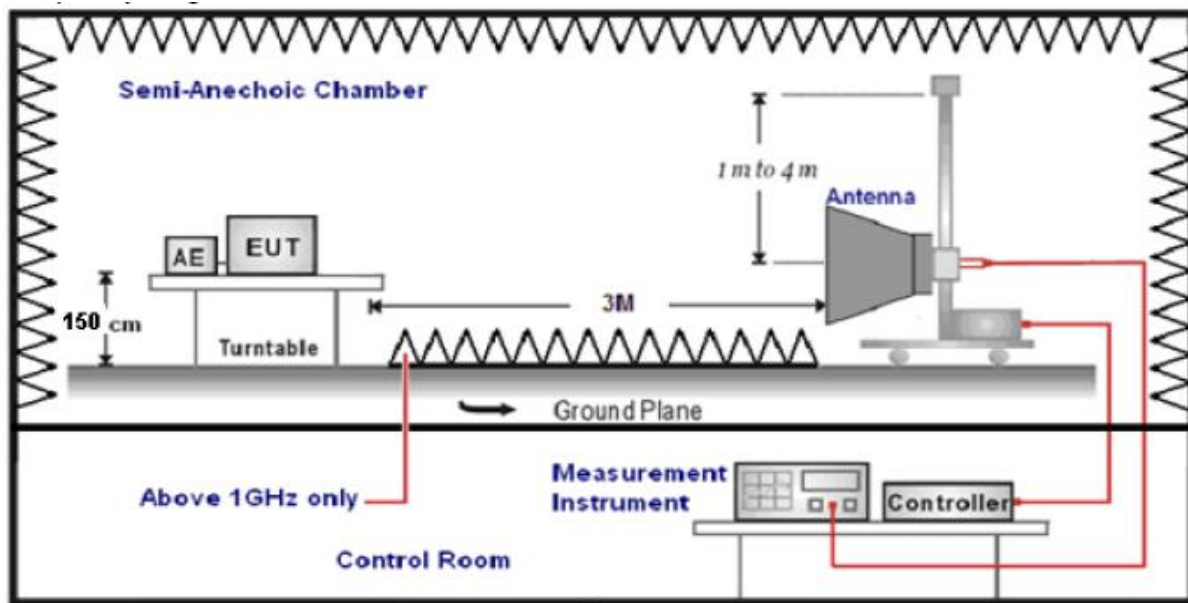 Semi-Anechoic Chamber
1 m to 4 m
Antenna
AE
EUT
150 cm
3M
Turntable
Ground Plane
Above 1GHz only
Measurement
Instrument
Controller
Control Room